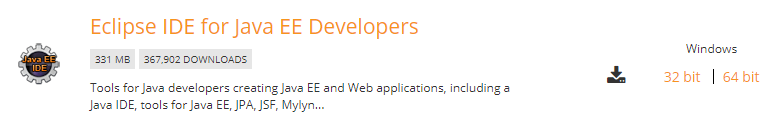 Eclipse IDE for Java EE Developers
331 MB 367,902 DOWNLOADS
Tools for Java developers creating Java EE and Web applications, including a
Java IDE, tools for Java EE, JPA, JSF, Mylyn...
Java EE
IDE
Windows
32 bit | 64 bit